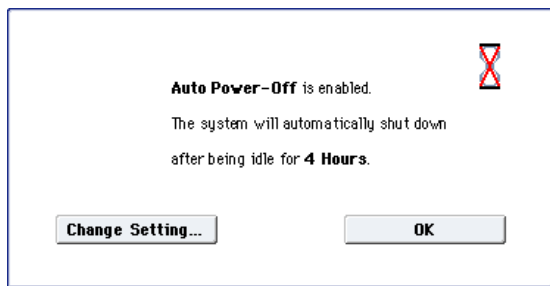 Auto Power-Off is enabled.
The system will automatically shut down
after being idle for 4 Hours.
Change Setting...
OK